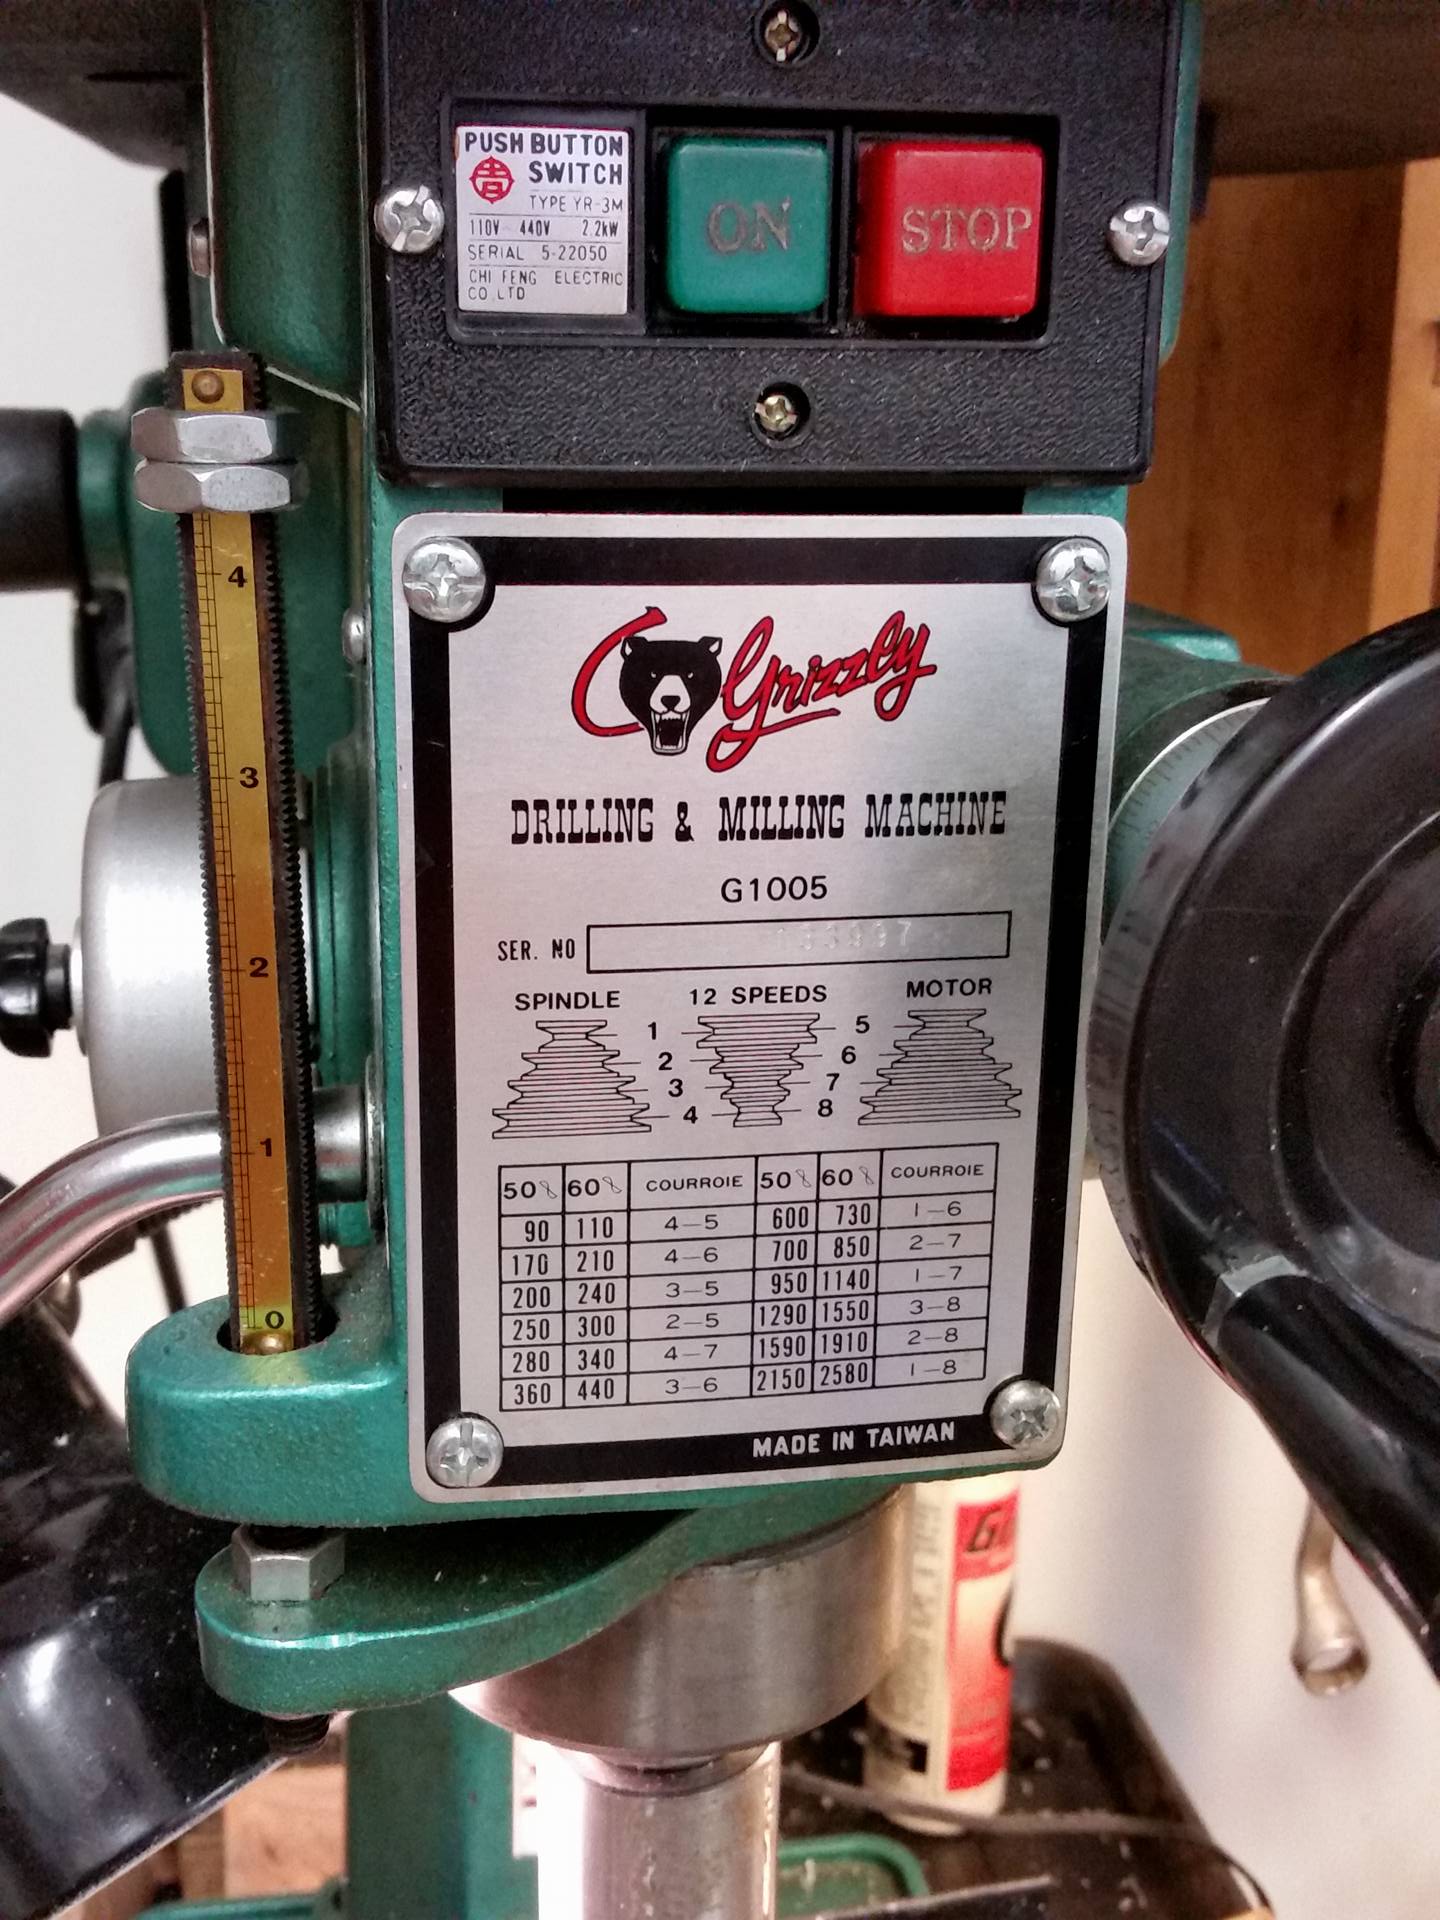 PUSH BUTTON
SWITCH
TYPE YR-3M
110V 440V 2.2kW
SERIAL 5-22050
CHI FENG ELECTRIC
CO.LTD
ON
STOP
4
3
2
1
0
Grizzly
DRILLING & MILLING MACHINE
G1005
SER. NO
SPINDLE 12 SPEEDS MOTOR
1 5
2 6
3 7
4 8
50 60 COURROIE 50 60 COURROIE
90 110 4-5 600 730 1-6
170 210 4-6 700 850 2-7
200 240 3-5 950 1140 1-7
250 300 2-5 1290 1550 3-8
280 340 4-7 1590 1910 2-8
360 440 3-6 2150 2580 1-8
MADE IN TAIWAN